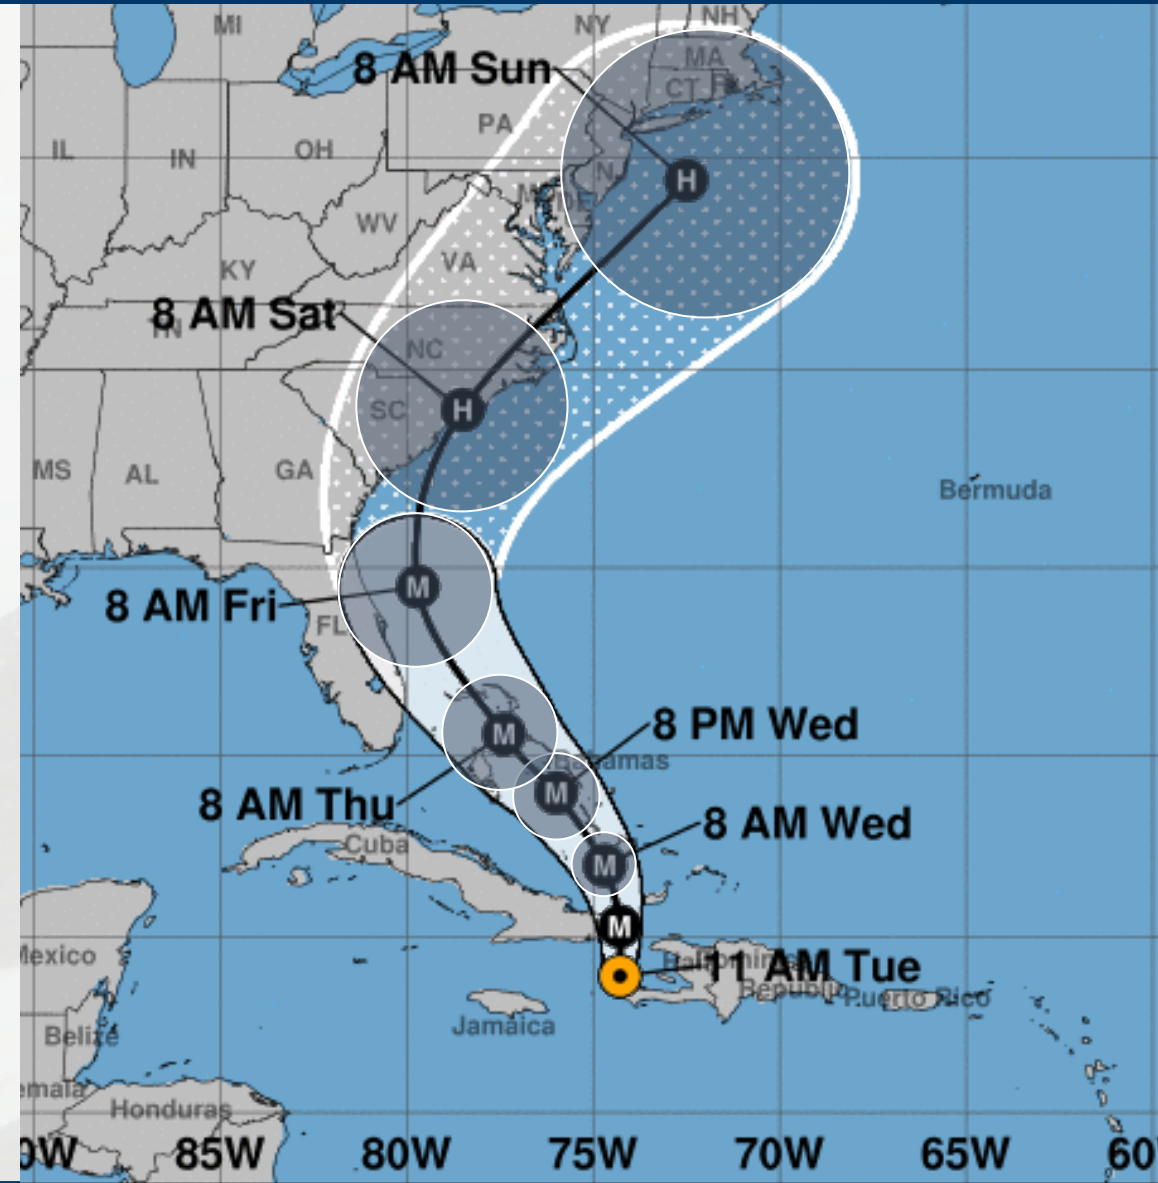 MI
NY
NH
8 AM Sun
MA
CT
PA
IL
IN
OH
H
WV
VA
KY
8 AM Sat
NC
H
SC
MS
AL
GA
Bermuda
M
8 AM Fri
FL
M
8 PM Wed
Bahamas
M
8 AM Thu
8 AM Wed
Cuba
M
M
Mexico
11 AM Tue
Republic
Puerto Rico
Jamaica
Belize
Honduras
85W
80W
75W
70W
65W